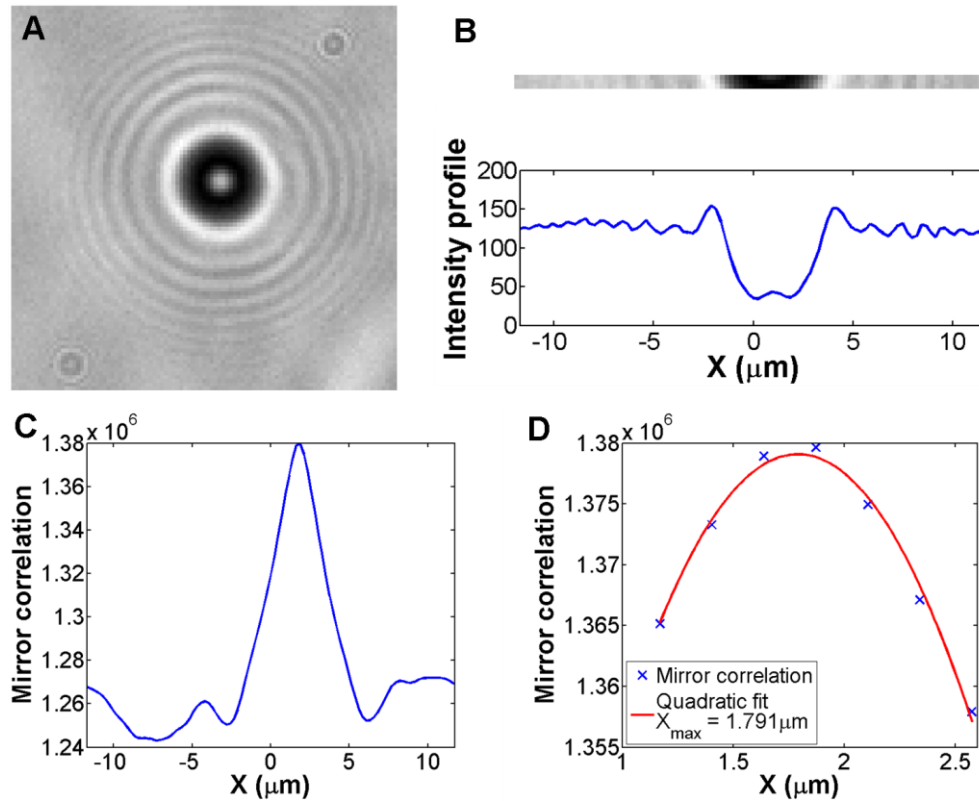 A
B
200
150
100
50
0
Intensity profile
-10
-5
0
5
10
X (μm)
C
x 10^6
1.38
1.36
1.34
1.32
1.3
1.28
1.26
1.24
Mirror correlation
-10
-5
0
5
10
X (μm)
D
x 10^6
1.38
1.375
1.37
1.365
1.36
1.355
Mirror correlation
Mirror correlation
Quadratic fit
X_max = 1.791μm
1
1.5
2
2.5
X (μm)